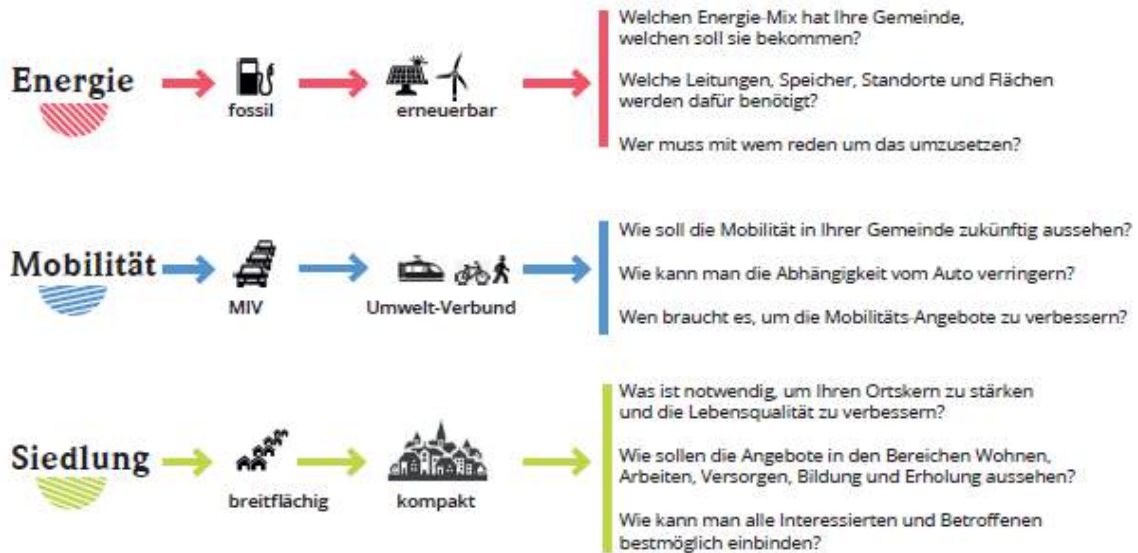 Energie
fossil
erneuerbar
Welchen Energie-Mix hat Ihre Gemeinde,
welchen soll sie bekommen?
Welche Leitungen, Speicher, Standorte und Flächen
werden dafür benötigt?
Wer muss mit wem reden um das umzusetzen?
Mobilität
MIV
Umwelt-Verbund
Wie soll die Mobilität in Ihrer Gemeinde zukünftig aussehen?
Wie kann man die Abhängigkeit vom Auto verringern?
Wen braucht es, um die Mobilitäts-Angebote zu verbessern?
Siedlung
breitflächig
kompakt
Was ist notwendig, um Ihren Ortskern zu stärken
und die Lebensqualität zu verbessern?
Wie sollen die Angebote in den Bereichen Wohnen,
Arbeiten, Versorgen, Bildung und Erholung aussehen?
Wie kann man alle Interessierten und Betroffenen
bestmöglich einbinden?